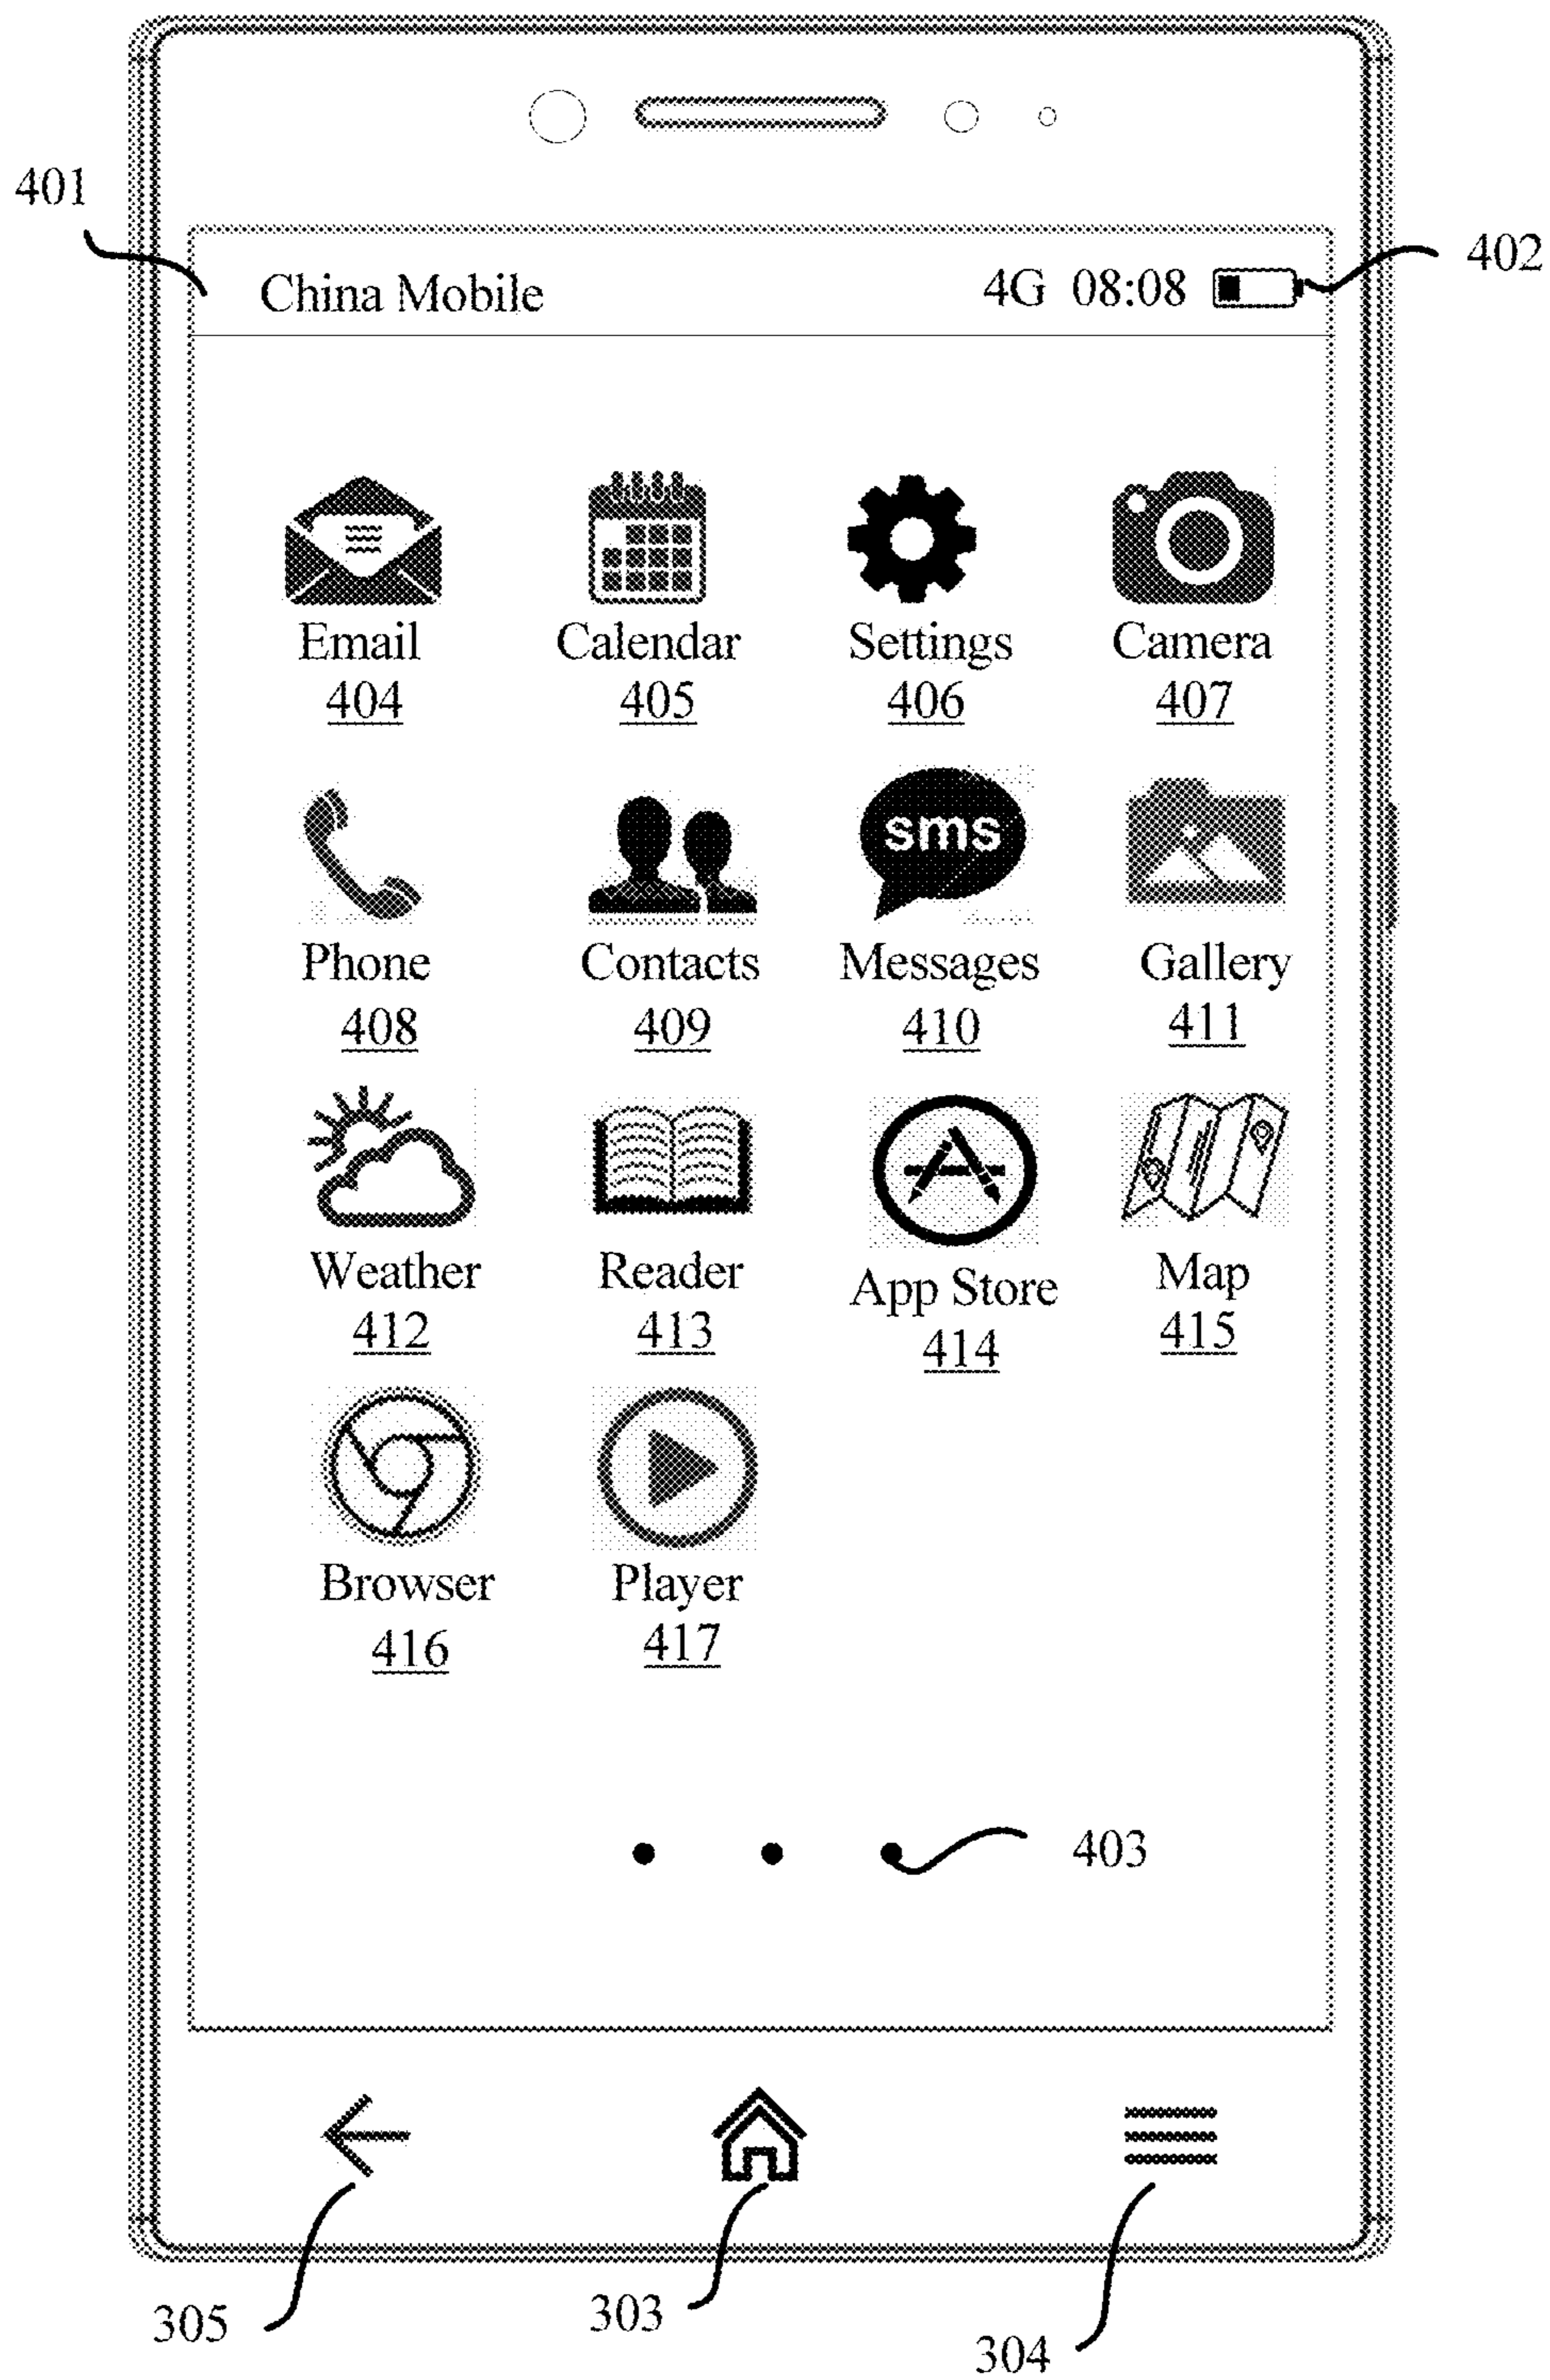 401
402
China Mobile 4G 08:08
Email Calendar Settings Camera
404 405 406 407
sms
Phone Contacts Messages Gallery
408 409 410 411
Weather Reader App Store Map
412 413 414 415
Browser Player
416 417
403
305 303 304